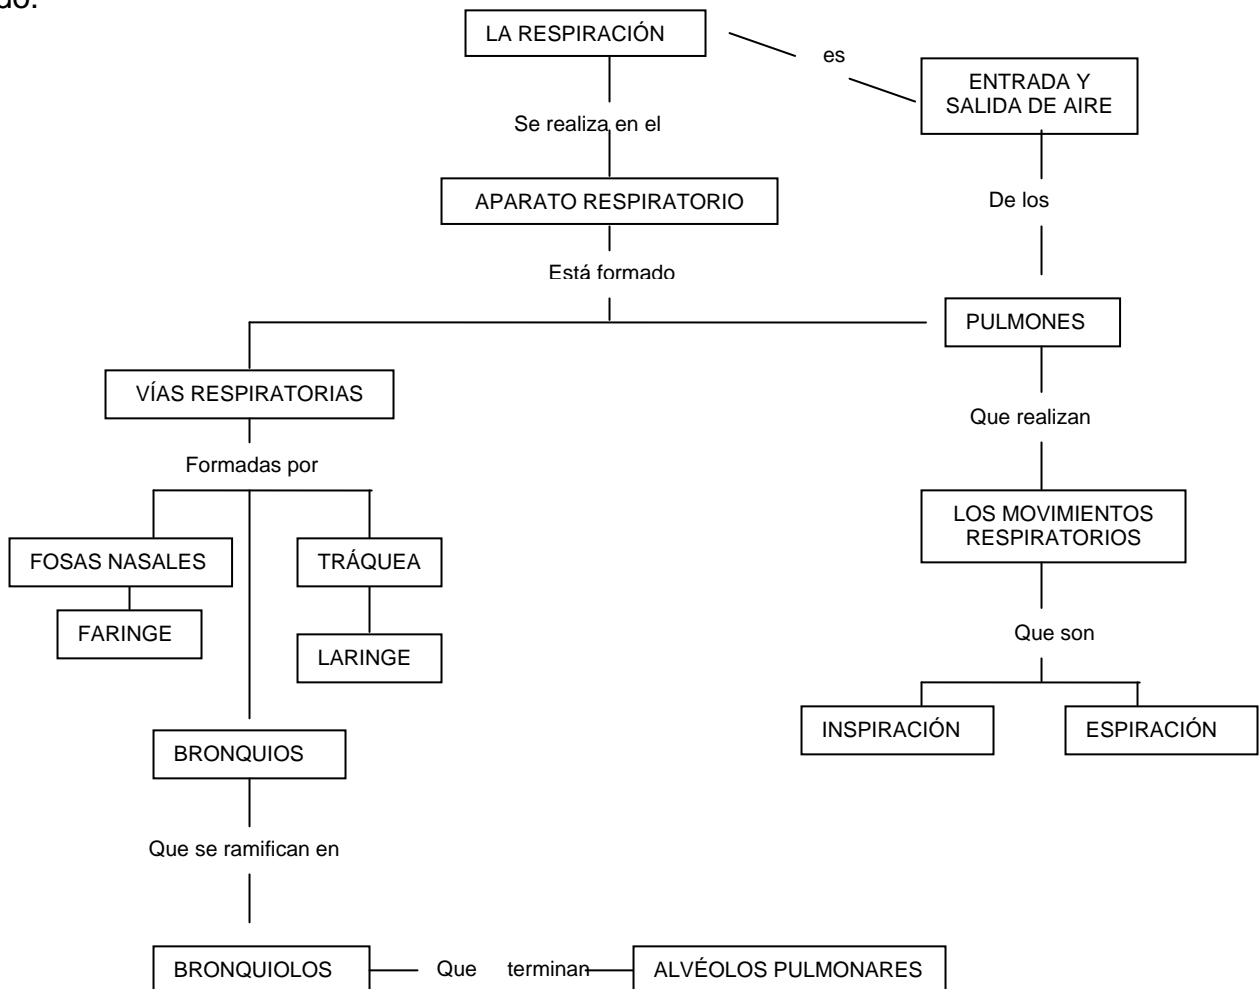 do.
LA RESPIRACIÓN
es
ENTRADA Y
SALIDA DE AIRE
Se realiza en el
APARATO RESPIRATORIO
De los
Está formado
PULMONES
VÍAS RESPIRATORIAS
Que realizan
Formadas por
LOS MOVIMIENTOS
RESPIRATORIOS
FOSAS NASALES
TRÁQUEA
FARINGE
Que son
LARINGE
INSPIRACIÓN
ESPIRACIÓN
BRONQUIOS
Que se ramifican en
BRONQUIOLOS
Que terminan
ALVÉOLOS PULMONARES